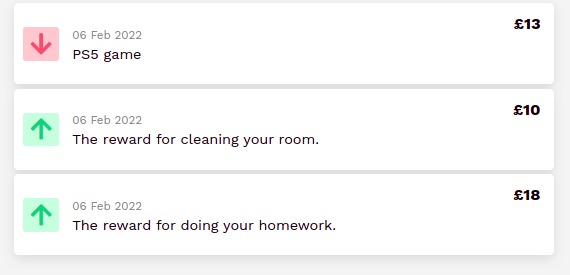 £13
06 Feb 2022
PS5 game
£10
06 Feb 2022
The reward for cleaning your room.
£18
06 Feb 2022
The reward for doing your homework.